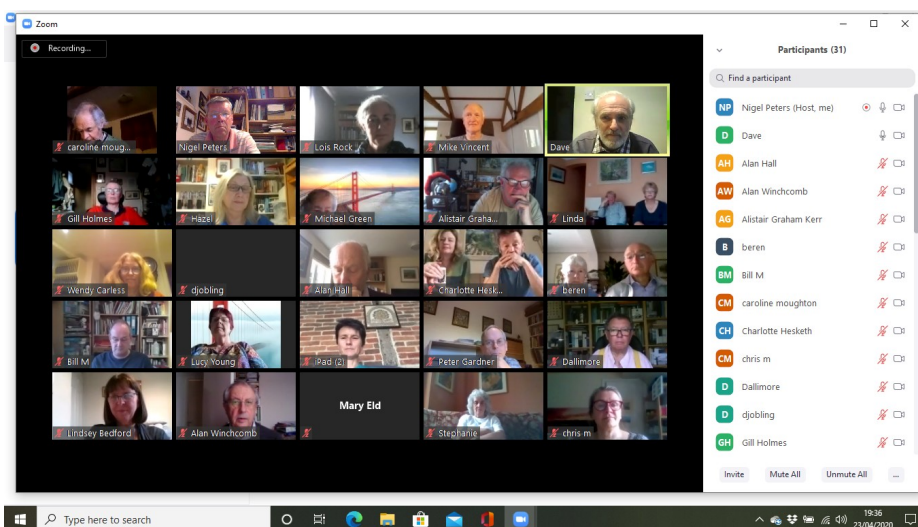 Zoom
Recording...
caroline moug...
Nigel Peters
Lois Rock
Mike Vincent
Dave
Gill Holmes
Hazel
Michael Green
Alistair Graha...
Linda
Wendy Carless
djobling
Alan Hall
Charlotte Hesk...
beren
Bill M
Lucy Young
iPad (2)
Peter Gardner
Dallimore
Lindsey Bedford
Alan Winchcomb
Mary Eld
Stephanie
chris m
Participants (31)
Find a participant
NP Nigel Peters (Host, me)
D Dave
AH Alan Hall
AW Alan Winchcomb
AG Alistair Graham Kerr
B beren
BM Bill M
CM caroline moughton
CH Charlotte Hesketh
CM chris m
D Dallimore
D djobling
GH Gill Holmes
Invite Mute All Unmute All ...
Type here to search
19:36
23/04/2020